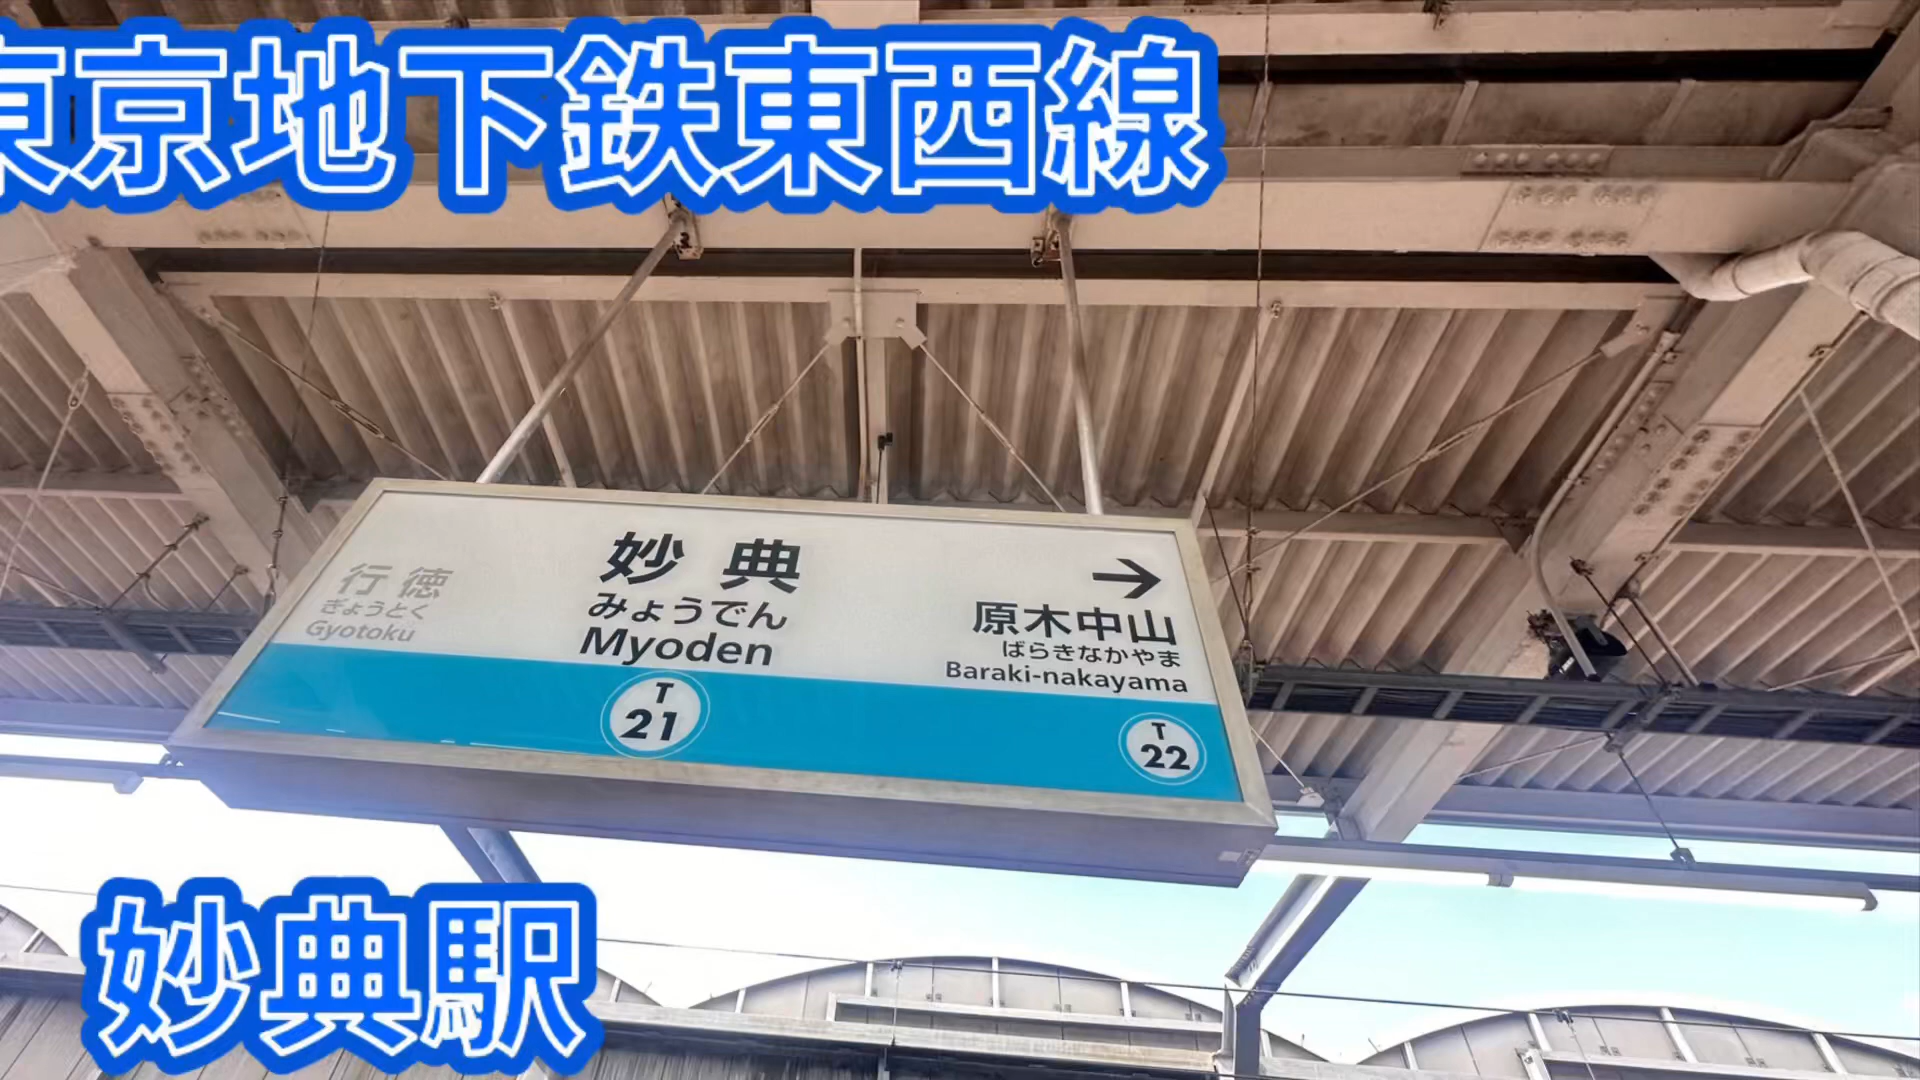 東京地下鉄東西線
行徳
ぎょうとく
Gyotoku
妙典
みょうでん
Myoden
T
21
→
原木中山
ばらきなかやま
Baraki-nakayama
T
22
妙典駅